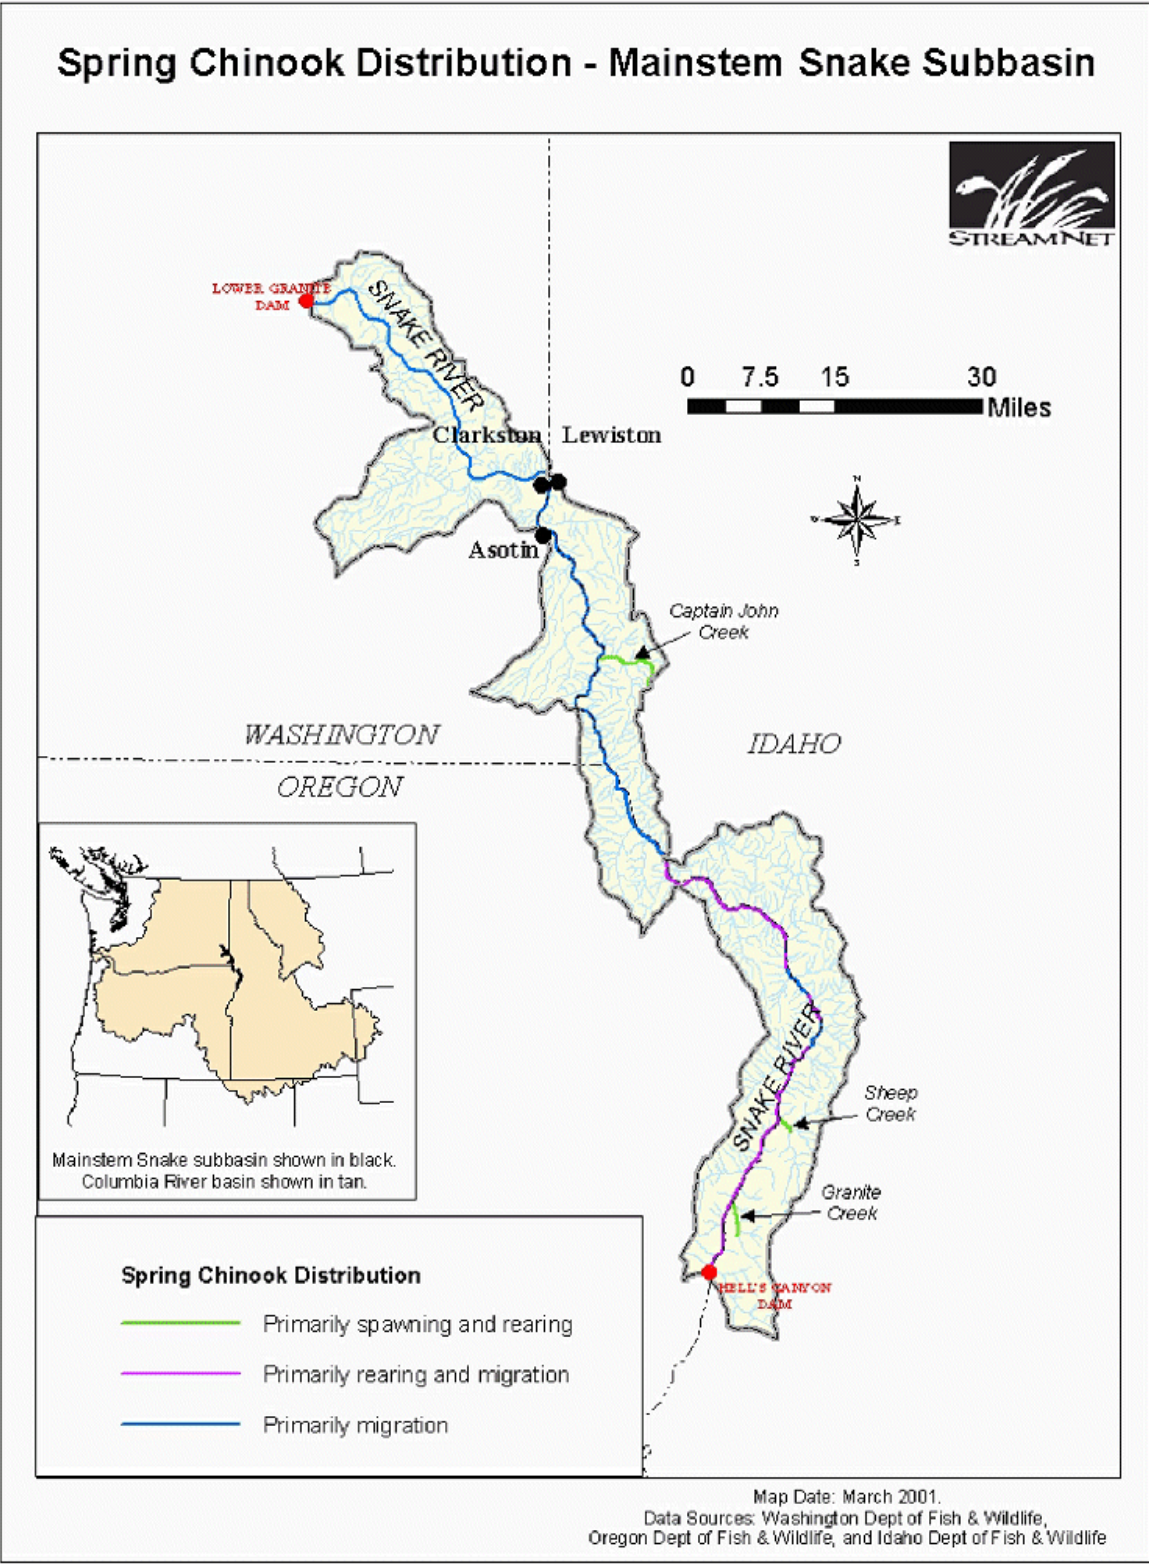 Spring Chinook Distribution - Mainstem Snake Subbasin
STREAMNET
LOWER GRANITE
DAM
SNAKE RIVER
0 7.5 15 30
Miles
Clarkston Lewiston
N
W E
S
Asotin
Captain John
Creek
WASHINGTON
IDAHO
OREGON
SNAKE RIVER
Sheep
Creek
Granite
Creek
HELL'S CANYON
DAM
Mainstem Snake subbasin shown in black.
Columbia River basin shown in tan.
Spring Chinook Distribution
Primarily spawning and rearing
Primarily rearing and migration
Primarily migration
Map Date: March 2001.
Data Sources: Washington Dept of Fish & Wildlife,
Oregon Dept of Fish & Wildlife, and Idaho Dept of Fish & Wildlife